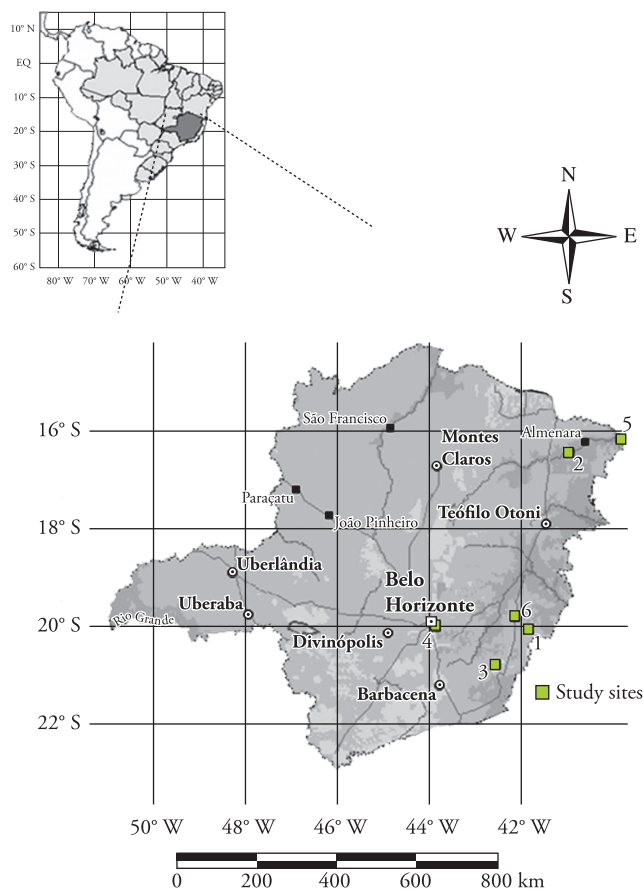 10° N
EQ
10° S
20° S
30° S
40° S
50° S
60° S
80° W 70° W 60° W 50° W 40° W
N
W E
S
São Francisco
16° S
Montes
Claros
Almenara
5
2
Paraçatu
João Pinheiro
Teófilo Otoni
18° S
Uberlândia
Uberaba
Belo
Horizonte
Rio Grande
20° S
Divinópolis
4
6
1
3
Barbacena
Study sites
22° S
50° W 48° W 46° W 44° W 42° W
0 200 400 600 800 km